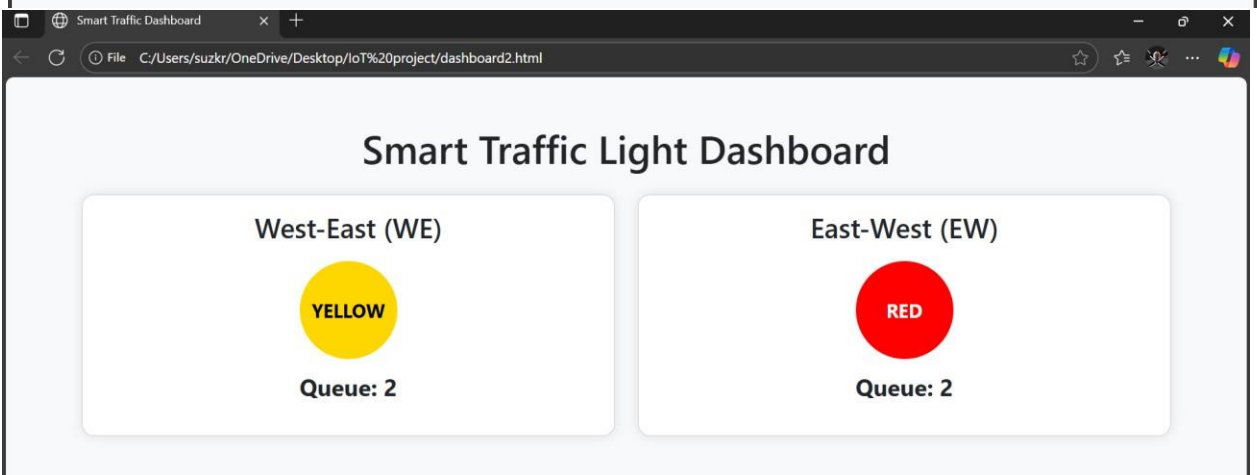 Smart Traffic Dashboard
File C:/Users/suzkr/OneDrive/Desktop/IoT%20project/dashboard2.html
Smart Traffic Light Dashboard
West-East (WE)
YELLOW
Queue: 2
East-West (EW)
RED
Queue: 2